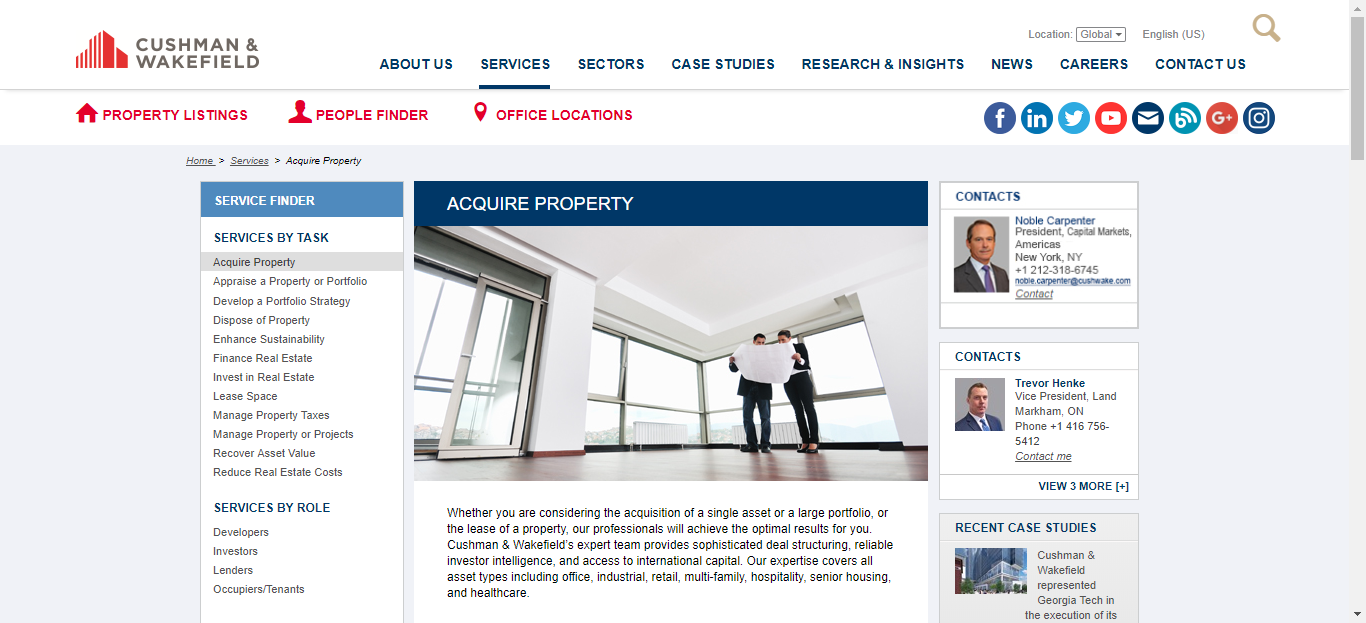 CUSHMAN &
WAKEFIELD
Location: Global
English (US)
ABOUT US
SERVICES
SECTORS
CASE STUDIES
RESEARCH & INSIGHTS
NEWS
CAREERS
CONTACT US
PROPERTY LISTINGS
PEOPLE FINDER
OFFICE LOCATIONS
f
in
G+
Home > Services > Acquire Property
SERVICE FINDER
SERVICES BY TASK
Acquire Property
Appraise a Property or Portfolio
Develop a Portfolio Strategy
Dispose of Property
Enhance Sustainability
Finance Real Estate
Invest in Real Estate
Lease Space
Manage Property Taxes
Manage Property or Projects
Recover Asset Value
Reduce Real Estate Costs
SERVICES BY ROLE
Developers
Investors
Lenders
Occupiers/Tenants
ACQUIRE PROPERTY
Whether you are considering the acquisition of a single asset or a large portfolio, or
the lease of a property, our professionals will achieve the optimal results for you.
Cushman & Wakefield's expert team provides sophisticated deal structuring, reliable
investor intelligence, and access to international capital. Our expertise covers all
asset types including office, industrial, retail, multi-family, hospitality, senior housing,
and healthcare.
CONTACTS
Noble Carpenter
President, Capital Markets,
Americas
New York, NY
+1 212-318-6745
noble.carpenter@cushwake.com
Contact
CONTACTS
Trevor Henke
Vice President, Land
Markham, ON
Phone +1 416 756-
5412
Contact me
VIEW 3 MORE [+]
RECENT CASE STUDIES
Cushman &
Wakefield
represented
Georgia Tech in
the execution of its